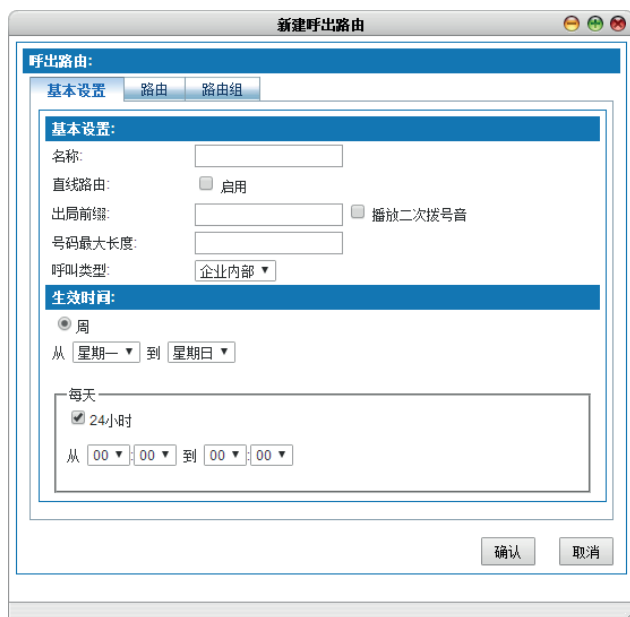 新建呼出路由
呼出路由:
基本设置 路由 路由组
基本设置:
名称:
直线路由: 启用
出局前缀: 播放二次拨号音
号码最大长度:
呼叫类型: 企业内部
生效时间:
周
从 星期一 到 星期日
每天
24小时
从 00 : 00 到 00 : 00
确认 取消